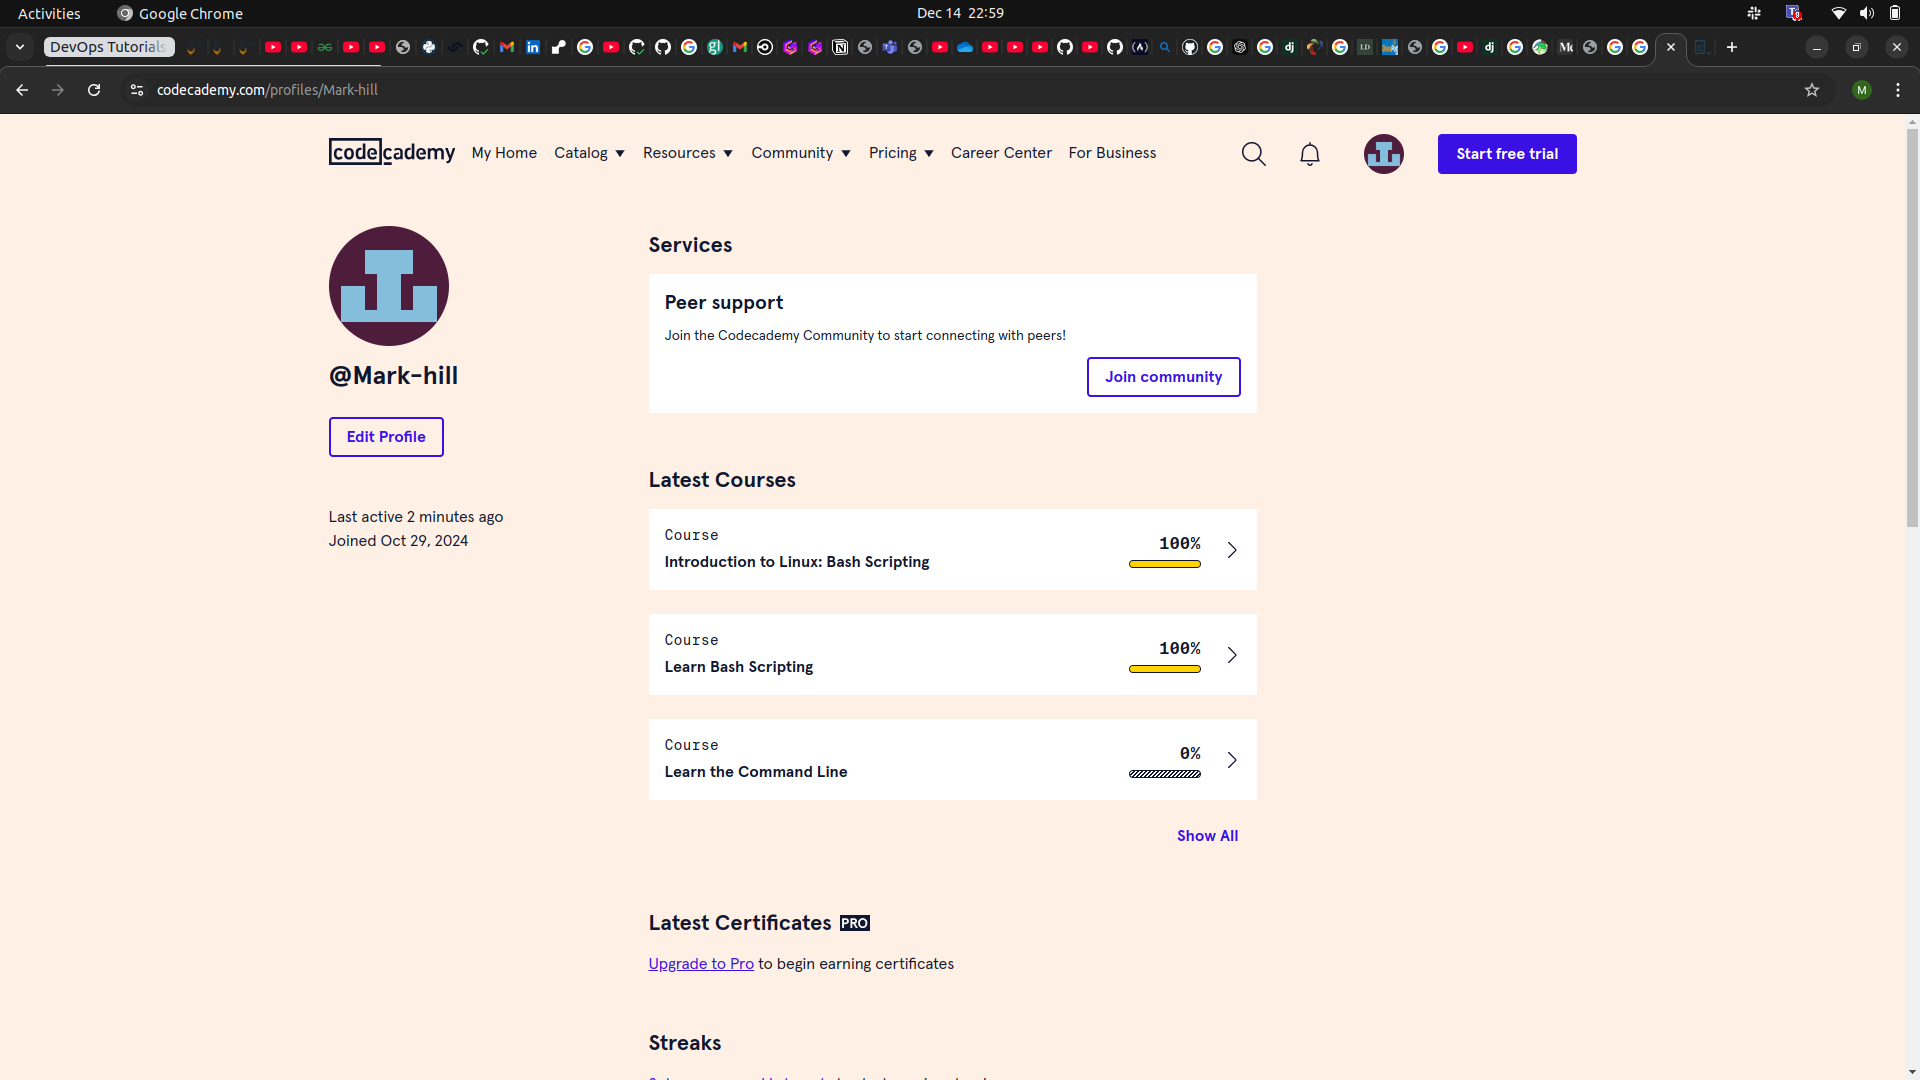 Activities
Google Chrome
Dec 14 22:59
DevOps Tutorials
codecademy.com/profiles/Mark-hill
M
codecademy
My Home
Catalog
Resources
Community
Pricing
Career Center
For Business
Start free trial
@Mark-hill
Edit Profile
Last active 2 minutes ago
Joined Oct 29, 2024
Services
Peer support
Join the Codecademy Community to start connecting with peers!
Join community
Latest Courses
Course
Introduction to Linux: Bash Scripting
100%
Course
Learn Bash Scripting
100%
Course
Learn the Command Line
0%
Show All
Latest Certificates PRO
Upgrade to Pro to begin earning certificates
Streaks